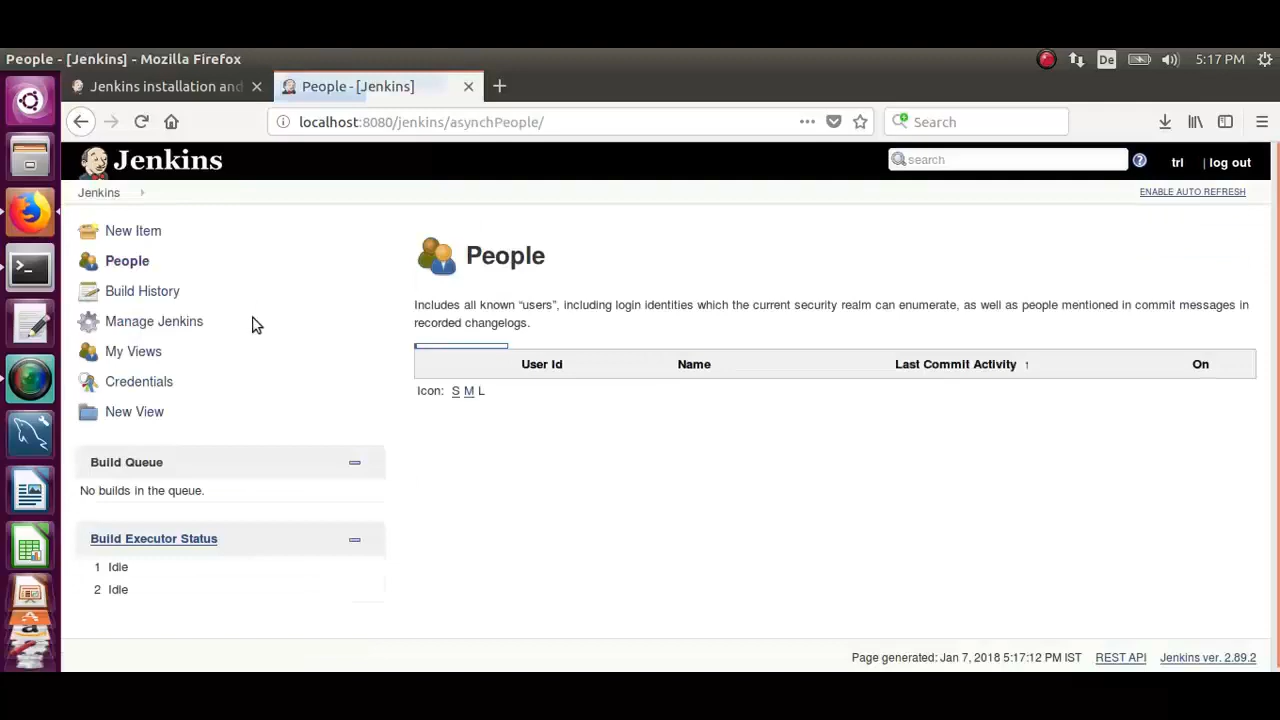 People - [Jenkins] - Mozilla Firefox
De
5:17 PM
Jenkins installation and
People - [Jenkins]
localhost:8080/jenkins/asynchPeople/
Search
Jenkins
search
trl
| log out
Jenkins
ENABLE AUTO REFRESH
New Item
People
Build History
Manage Jenkins
My Views
Credentials
New View
Build Queue
No builds in the queue.
Build Executor Status
1 Idle
2 Idle
People
Includes all known “users”, including login identities which the current security realm can enumerate, as well as people mentioned in commit messages in
recorded changelogs.
User Id Name Last Commit Activity ↑ On
Icon: S M L
Page generated: Jan 7, 2018 5:17:12 PM IST REST API Jenkins ver. 2.89.2